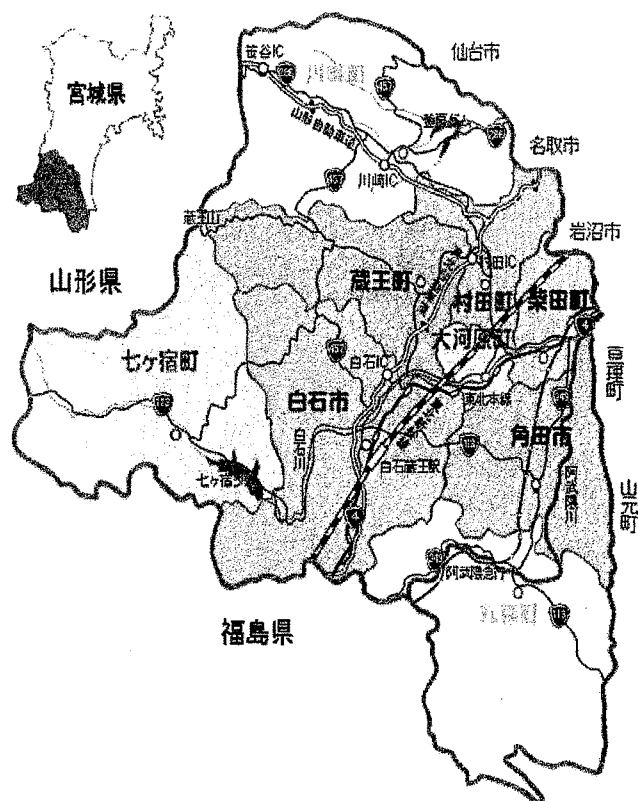 宮城県
仙台市
笹谷IC
川崎町
山形自動車道
名取市
川崎IC
岩沼市
蔵王山
村田IC
山形県
蔵王町
村田町
柴田町
大河原町
亘理町
七ヶ宿町
白石IC
白石市
東北本線
角田市
白石川
白石蔵王駅
阿武隈川
山元町
七ヶ宿ダム
4
阿武隈急行
福島県
丸森町